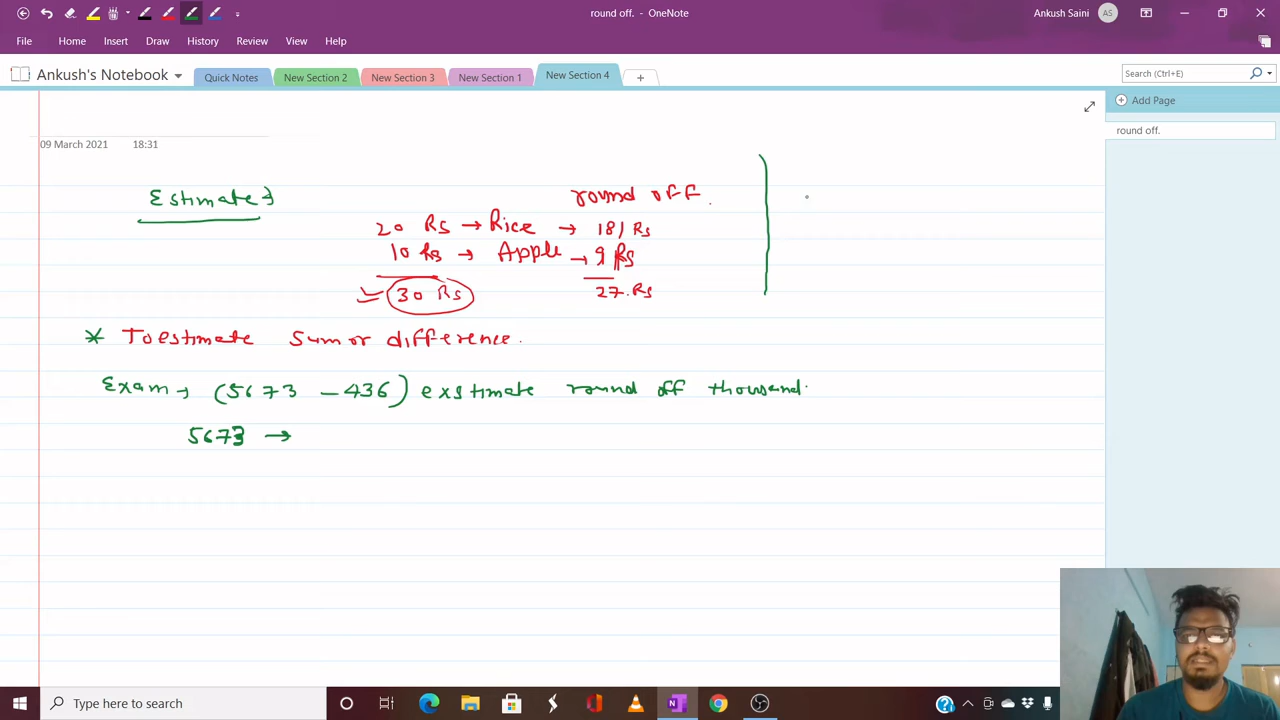 round off. - OneNote
Ankush Saini AS
File Home Insert Draw History Review View Help
Ankush's Notebook Quick Notes New Section 2 New Section 3 New Section 1 New Section 4 +
Search (Ctrl+E)
Add Page
round off.
09 March 2021 18:31
Estimate →
round off.
20 Rs → Rice → 18/ Rs
10 Rs → Apple → 9 Rs
30 Rs
27.Rs
* To estimate sum or difference.
Exam → (5673 - 436) exstimate round off thousand.
5673 →
Type here to search